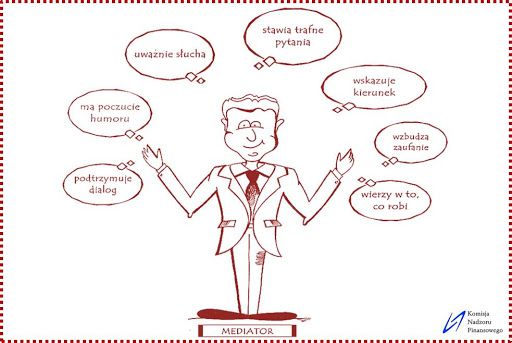 stawia trafne
pytania
uważnie słucha
wskazuje
kierunek
ma poczucie
humoru
wzbudza
zaufanie
podtrzymuje
dialog
wierzy w to,
co robi
MEDIATOR
Komisja
Nadzoru
Finansowego